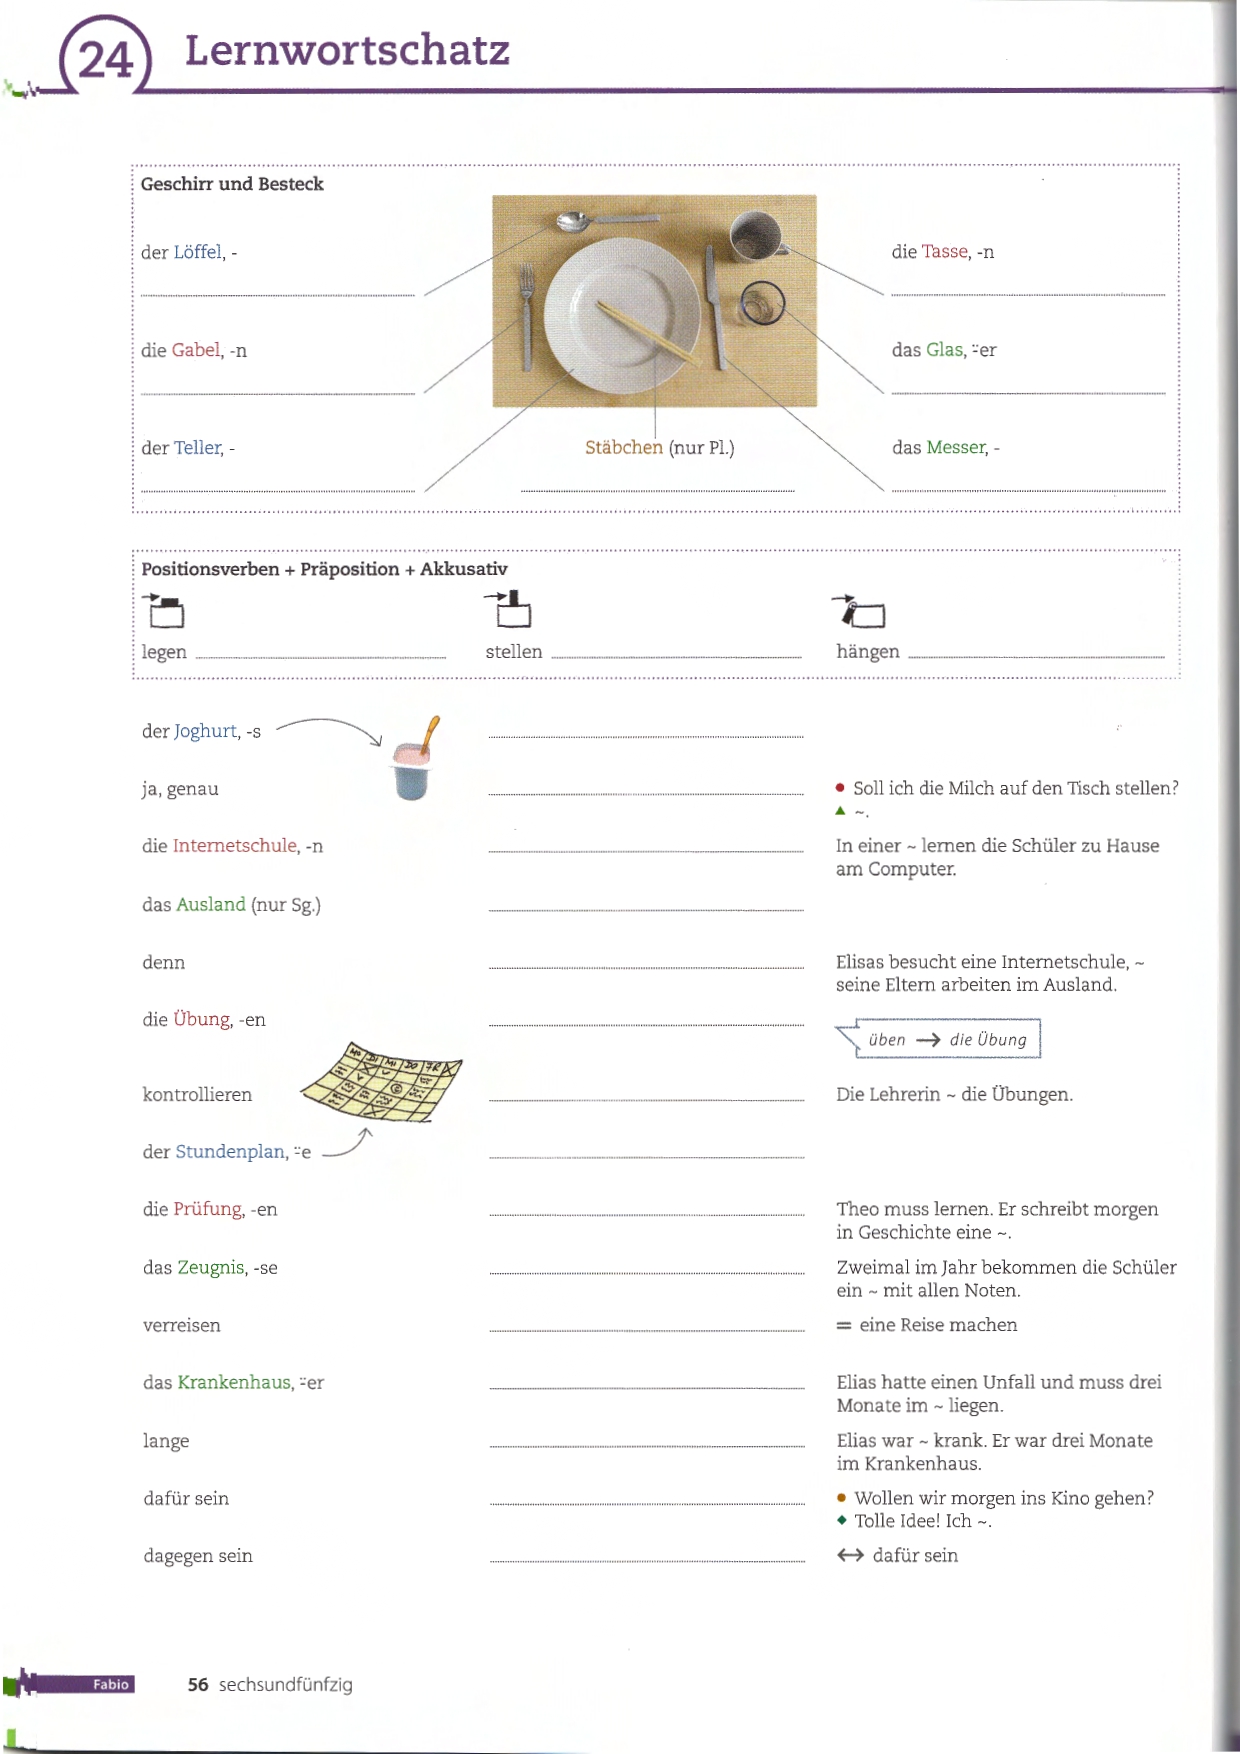 24 Lernwortschatz
Geschirr und Besteck
der Löffel, -
die Tasse, -n
die Gabel, -n
das Glas, ⸚er
der Teller, -
Stäbchen (nur Pl.)
das Messer, -
Positionsverben + Präposition + Akkusativ
legen
stellen
hängen
der Joghurt, -s
ja, genau
● Soll ich die Milch auf den Tisch stellen?
▲ ~.
die Internetschule, -n
In einer ~ lernen die Schüler zu Hause
am Computer.
das Ausland (nur Sg.)
denn
Elisas besucht eine Internetschule, ~
seine Eltern arbeiten im Ausland.
die Übung, -en
üben → die Übung
MO DI MI DO FR
kontrollieren
Die Lehrerin ~ die Übungen.
der Stundenplan, ⸚e
die Prüfung, -en
Theo muss lernen. Er schreibt morgen
in Geschichte eine ~.
das Zeugnis, -se
Zweimal im Jahr bekommen die Schüler
ein ~ mit allen Noten.
verreisen
= eine Reise machen
das Krankenhaus, ⸚er
Elias hatte einen Unfall und muss drei
Monate im ~ liegen.
lange
Elias war ~ krank. Er war drei Monate
im Krankenhaus.
dafür sein
● Wollen wir morgen ins Kino gehen?
◆ Tolle Idee! Ich ~.
dagegen sein
↔ dafür sein
Fabio
56 sechsundfünfzig